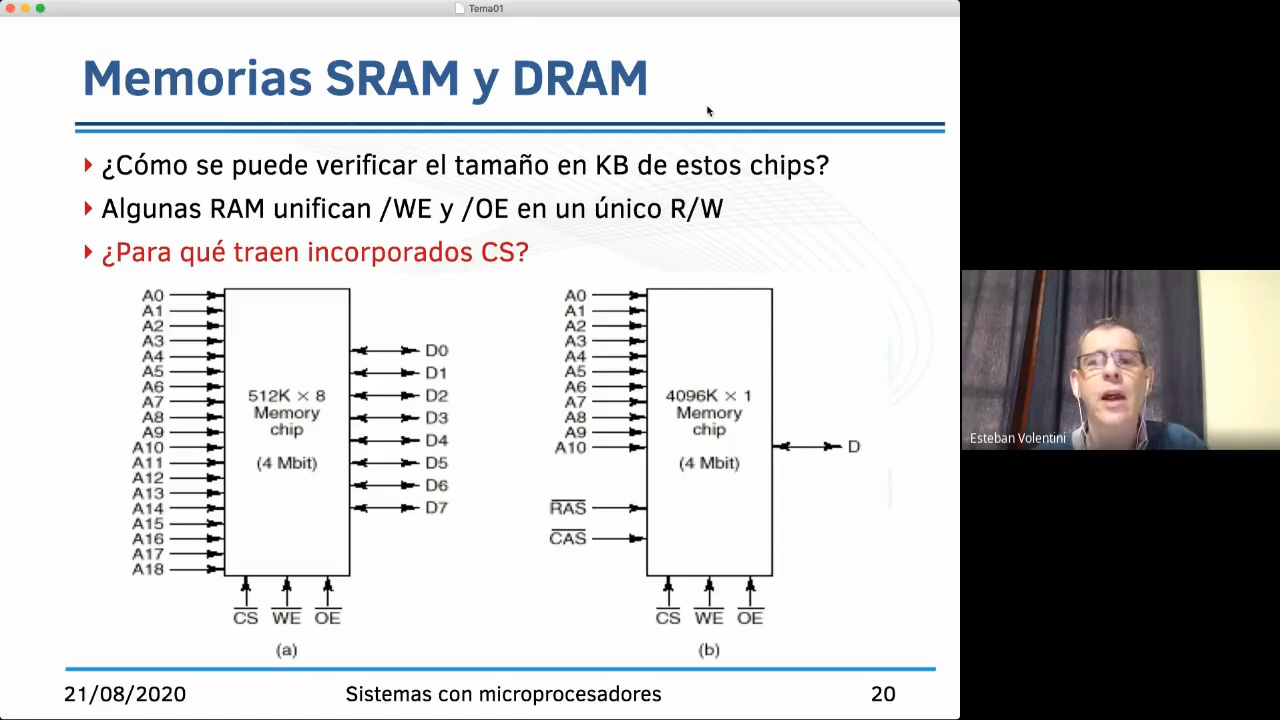 Tema01
Memorias SRAM y DRAM
¿Cómo se puede verificar el tamaño en KB de estos chips?
Algunas RAM unifican /WE y /OE en un único R/W
¿Para qué traen incorporados CS?
A0
A1
A2
A3
A4
A5
A6
A7
A8
A9
A10
A11
A12
A13
A14
A15
A16
A17
A18
512K × 8
Memory
chip
(4 Mbit)
D0
D1
D2
D3
D4
D5
D6
D7
CS WE OE
(a)
A0
A1
A2
A3
A4
A5
A6
A7
A8
A9
A10
RAS
CAS
4096K × 1
Memory
chip
(4 Mbit)
D
CS WE OE
(b)
Esteban Volentini
21/08/2020 Sistemas con microprocesadores 20